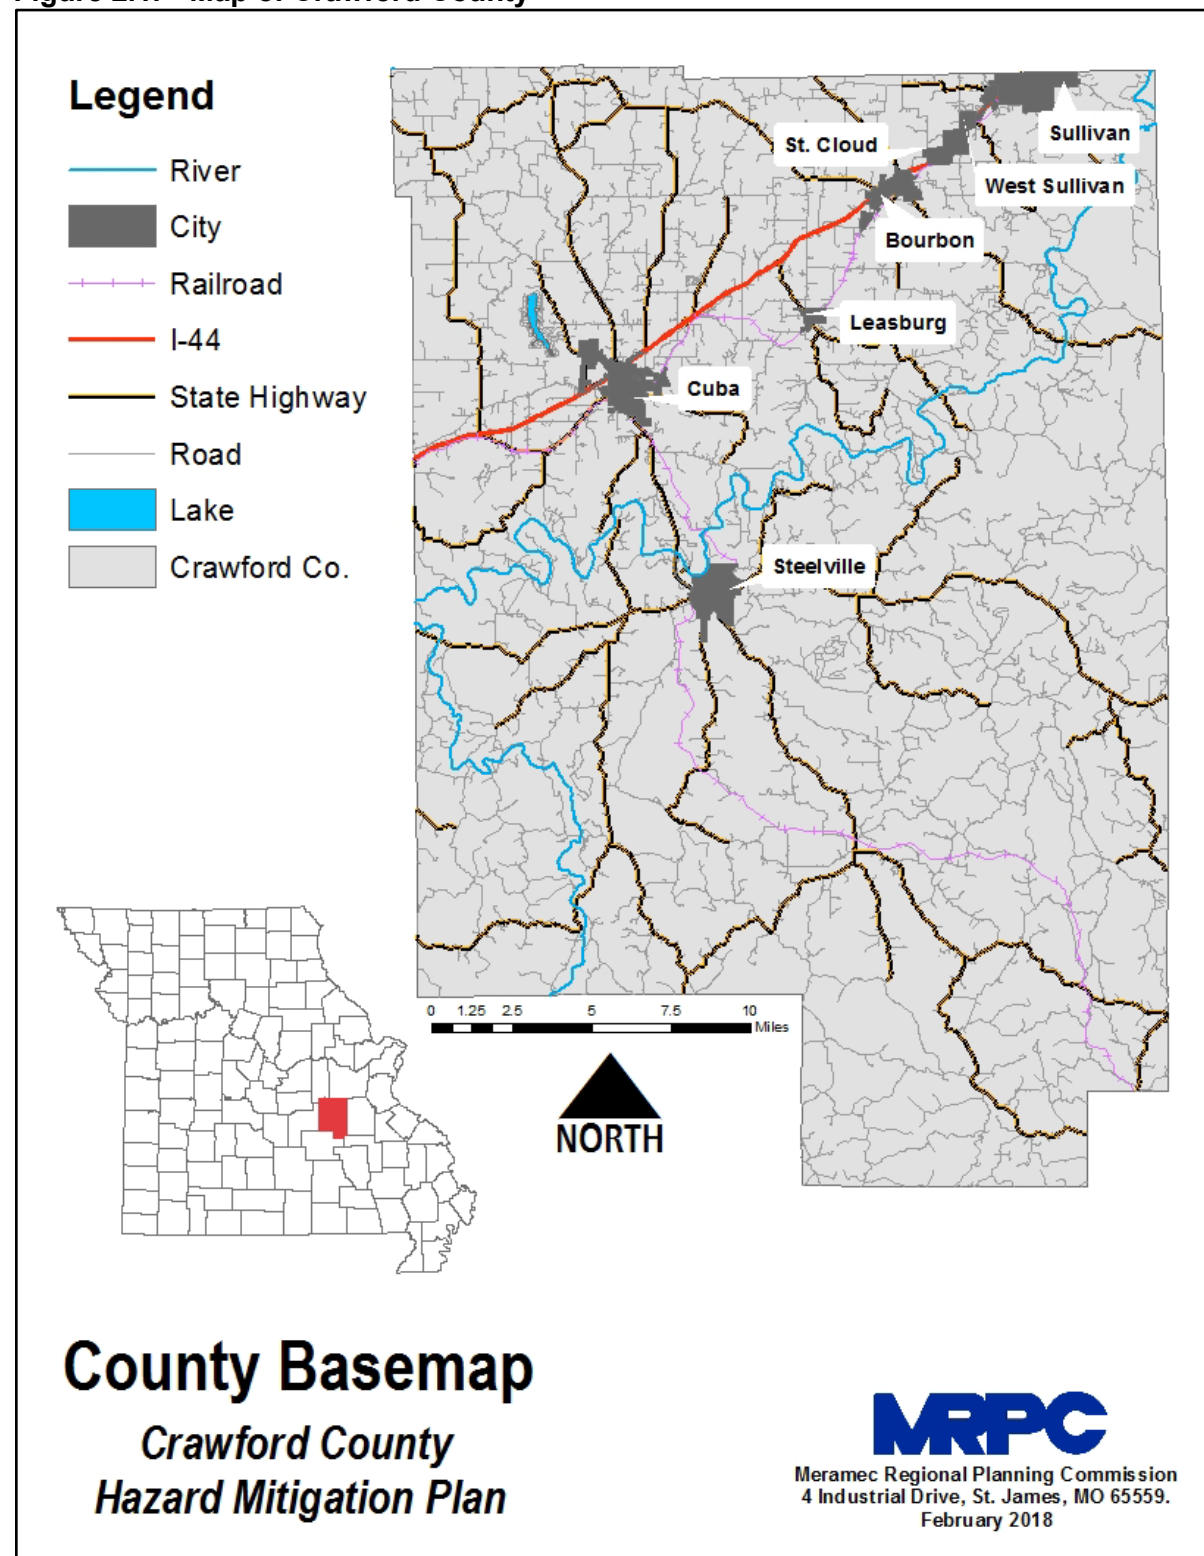 Legend
River
City
Railroad
I-44
State Highway
Road
Lake
Crawford Co.
Sullivan
St. Cloud
West Sullivan
Bourbon
Leasburg
Cuba
Steelville
0 1.25 2.5 5 7.5 10
Miles
NORTH
County Basemap
Crawford County
Hazard Mitigation Plan
MRPC
Meramec Regional Planning Commission
4 Industrial Drive, St. James, MO 65559.
February 2018